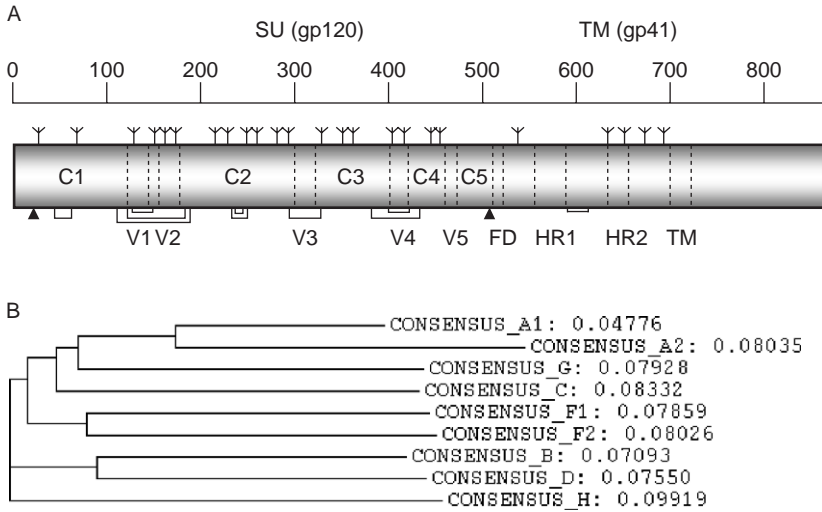 A
SU (gp120) TM (gp41)
0 100 200 300 400 500 600 700 800
C1 C2 C3 C4 C5
V1 V2 V3 V4 V5 FD HR1 HR2 TM
B
CONSENSUS_A1: 0.04776
CONSENSUS_A2: 0.08035
CONSENSUS_G: 0.07928
CONSENSUS_C: 0.08332
CONSENSUS_F1: 0.07859
CONSENSUS_F2: 0.08026
CONSENSUS_B: 0.07093
CONSENSUS_D: 0.07550
CONSENSUS_H: 0.09919